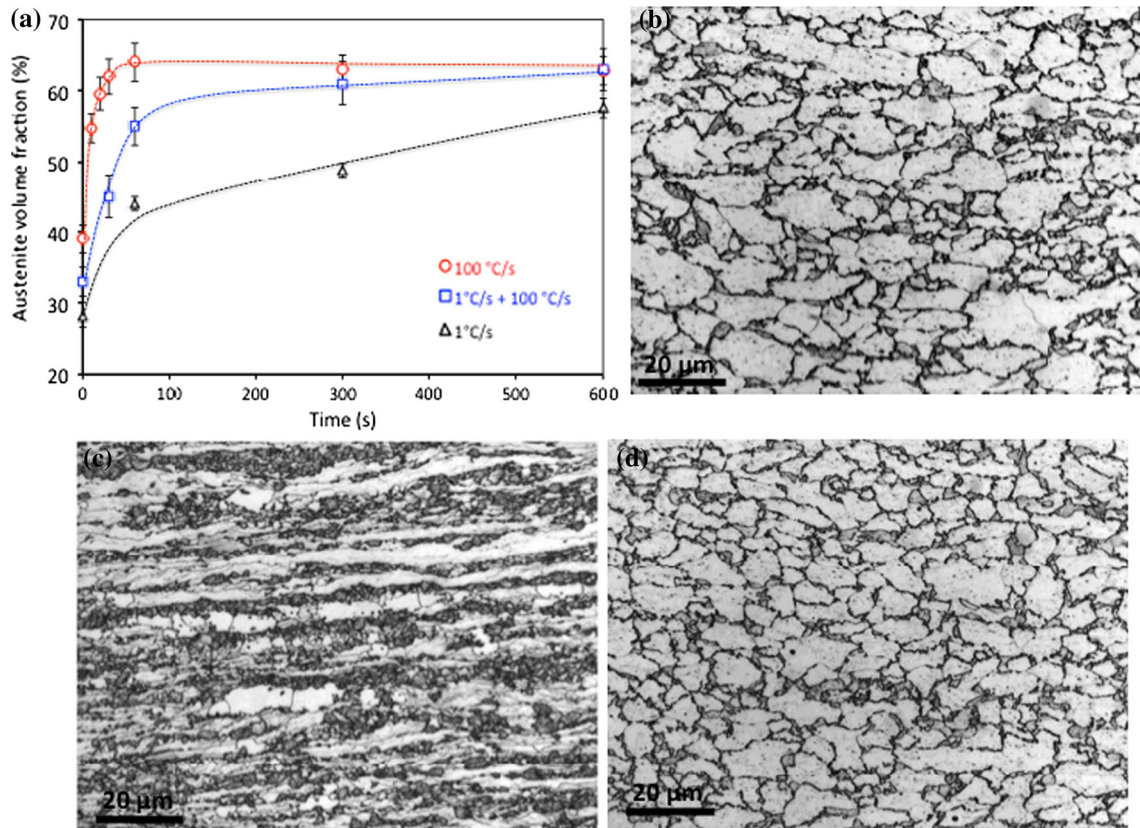 (a)
70
60
50
40
30
20
Austenite volume fraction (%)
100 °C/s
1°C/s + 100 °C/s
1°C/s
0 100 200 300 400 500 600
Time (s)
(b)
20 µm
(c)
20 µm
(d)
20 µm